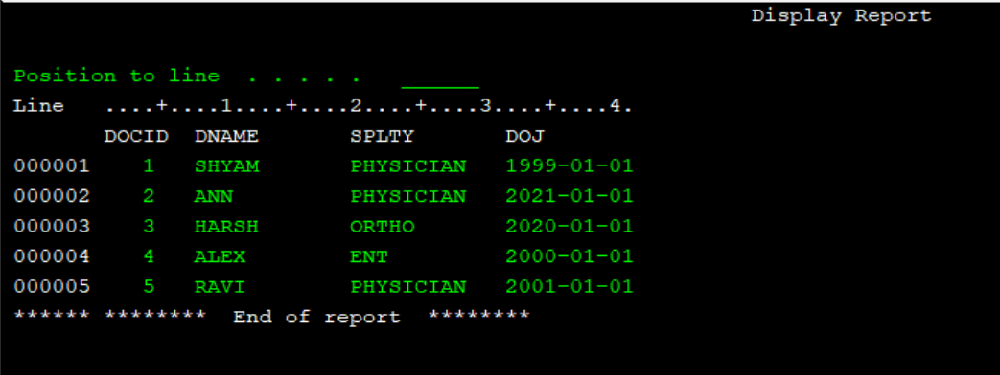 Display Report
Position to line . . . . . ______
Line ....+....1....+....2....+....3....+....4.
DOCID DNAME SPLTY DOJ
000001 1 SHYAM PHYSICIAN 1999-01-01
000002 2 ANN PHYSICIAN 2021-01-01
000003 3 HARSH ORTHO 2020-01-01
000004 4 ALEX ENT 2000-01-01
000005 5 RAVI PHYSICIAN 2001-01-01
****** ******** End of report ********